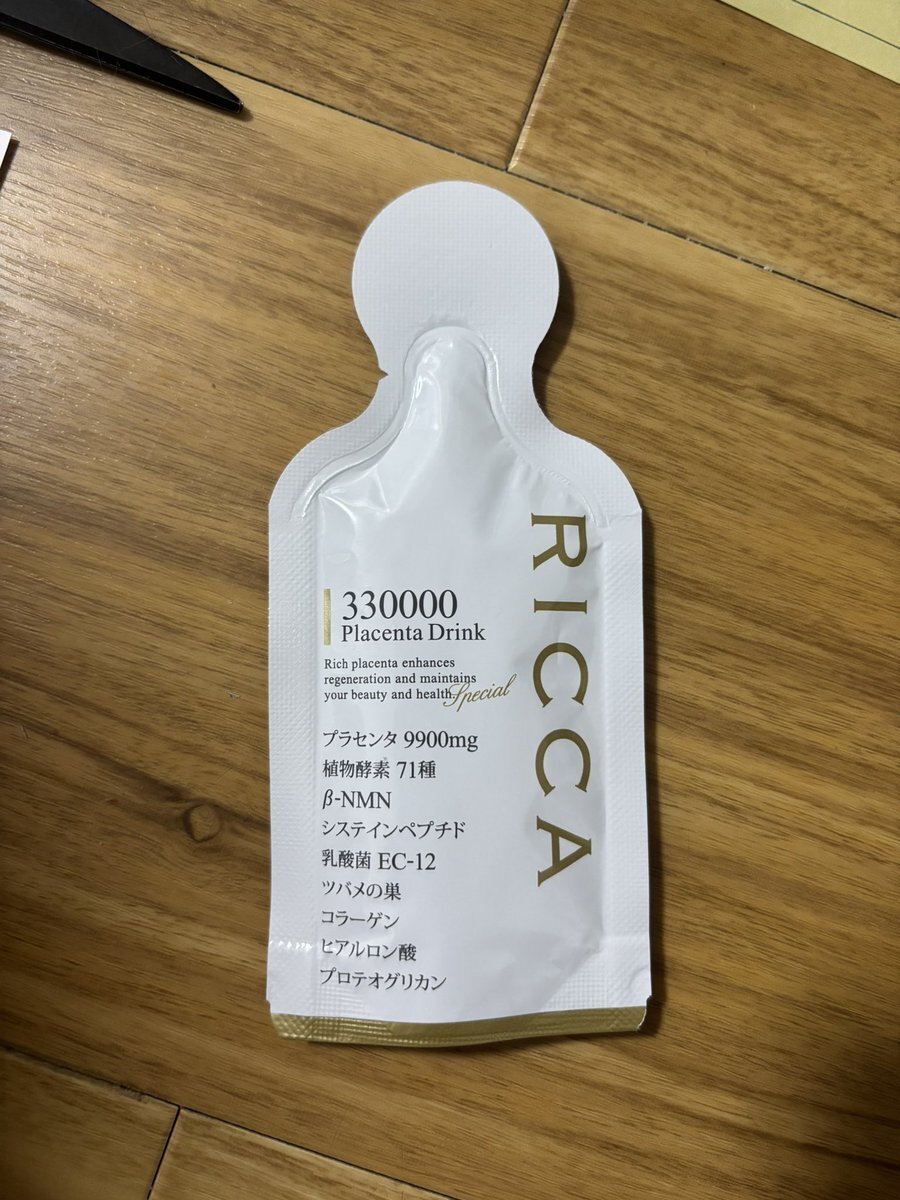 RICCA
330000
Placenta Drink
Rich placenta enhances
regeneration and maintains
your beauty and health.
Special
プラセンタ 9900mg
植物酵素 71種
β-NMN
システインペプチド
乳酸菌 EC-12
ツバメの巣
コラーゲン
ヒアルロン酸
プロテオグリカン